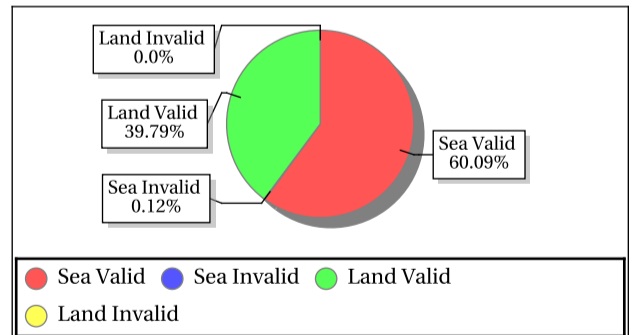 Land Invalid
0.0%
Land Valid
39.79%
Sea Valid
60.09%
Sea Invalid
0.12%
Sea Valid
Sea Invalid
Land Valid
Land Invalid